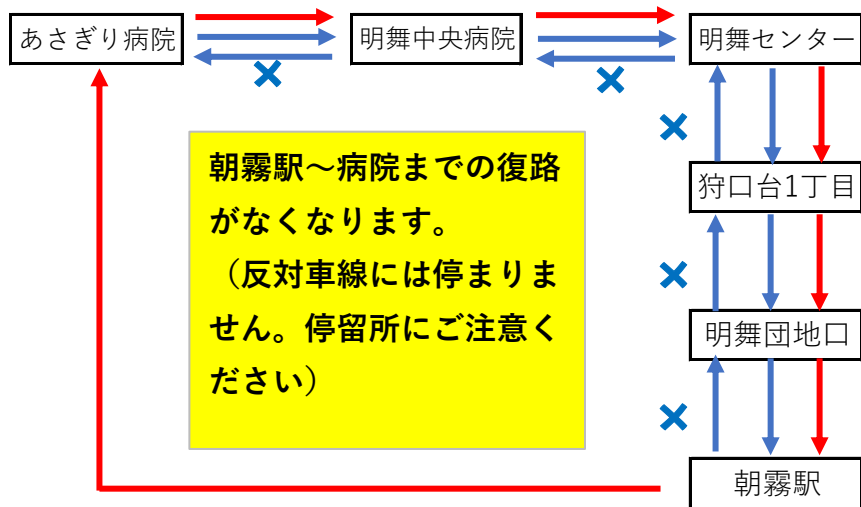 あさぎり病院
明舞中央病院
明舞センター
狩口台1丁目
明舞団地口
朝霧駅
朝霧駅～病院までの復路
がなくなります。
（反対車線には停まりま
せん。停留所にご注意く
ださい）